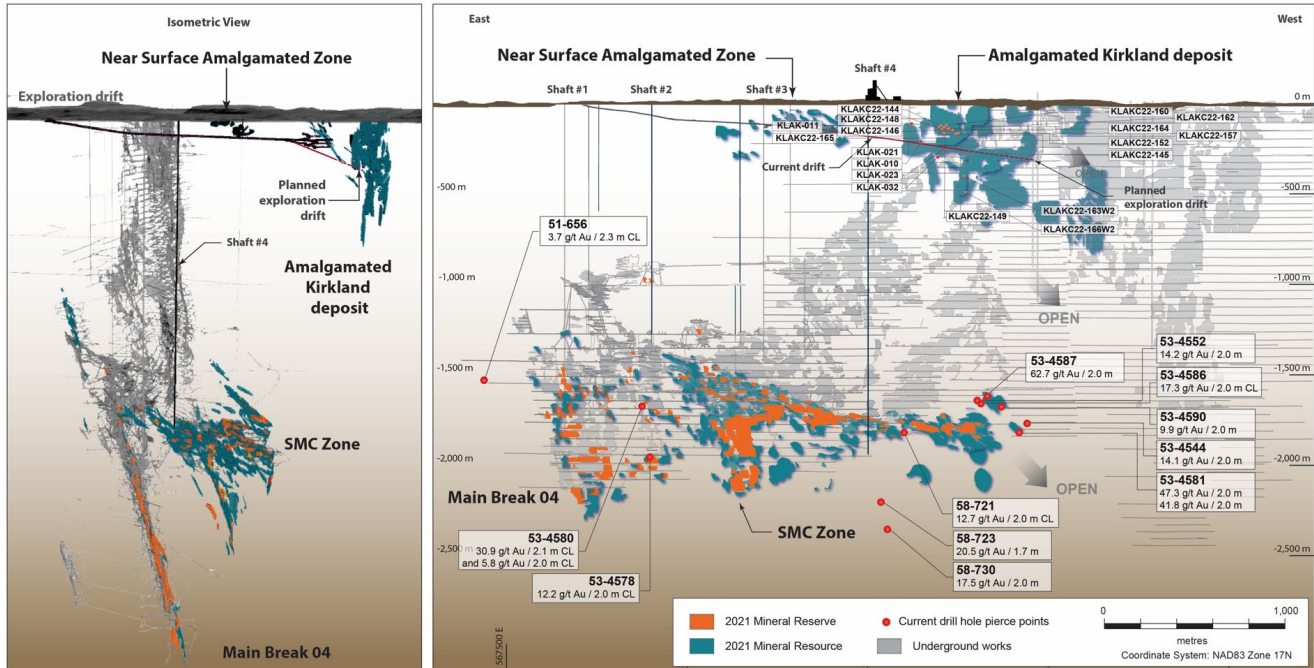 Isometric View
Near Surface Amalgamated Zone
Exploration drift
Planned
exploration
drift
Shaft #4
Amalgamated
Kirkland
deposit
SMC Zone
Main Break 04
East
West
Near Surface Amalgamated Zone
Amalgamated Kirkland deposit
Shaft #4
Shaft #1
Shaft #2
Shaft #3
0 m
KLAKC22-144
KLAKC22-148
KLAKC22-146
KLAK-011
KLAKC22-165
KLAKC22-160
KLAKC22-162
KLAKC22-164
KLAKC22-157
KLAKC22-152
KLAKC22-145
KLAK-021
KLAK-010
KLAK-023
KLAK-032
Current drift
OPEN
Planned
exploration drift
-500 m
-500 m
KLAKC22-149
KLAKC22-163W2
KLAKC22-166W2
51-656
3.7 g/t Au / 2.3 m CL
-1,000 m
-1,000 m
OPEN
53-4587
62.7 g/t Au / 2.0 m
53-4552
14.2 g/t Au / 2.0 m
53-4586
17.3 g/t Au / 2.0 m CL
-1,500 m
-1,500 m
53-4590
9.9 g/t Au / 2.0 m
53-4544
14.1 g/t Au / 2.0 m
53-4581
47.3 g/t Au / 2.0 m
41.8 g/t Au / 2.0 m
-2,000 m
-2,000 m
OPEN
Main Break 04
SMC Zone
58-721
12.7 g/t Au / 2.0 m CL
53-4580
30.9 g/t Au / 2.1 m CL
and 5.8 g/t Au / 2.0 m CL
58-723
20.5 g/t Au / 1.7 m
-2,500 m
-2,500 m
53-4578
12.2 g/t Au / 2.0 m CL
58-730
17.5 g/t Au / 2.0 m
567500 E
2021 Mineral Reserve
2021 Mineral Resource
Current drill hole pierce points
Underground works
0
1,000
metres
Coordinate System: NAD83 Zone 17N